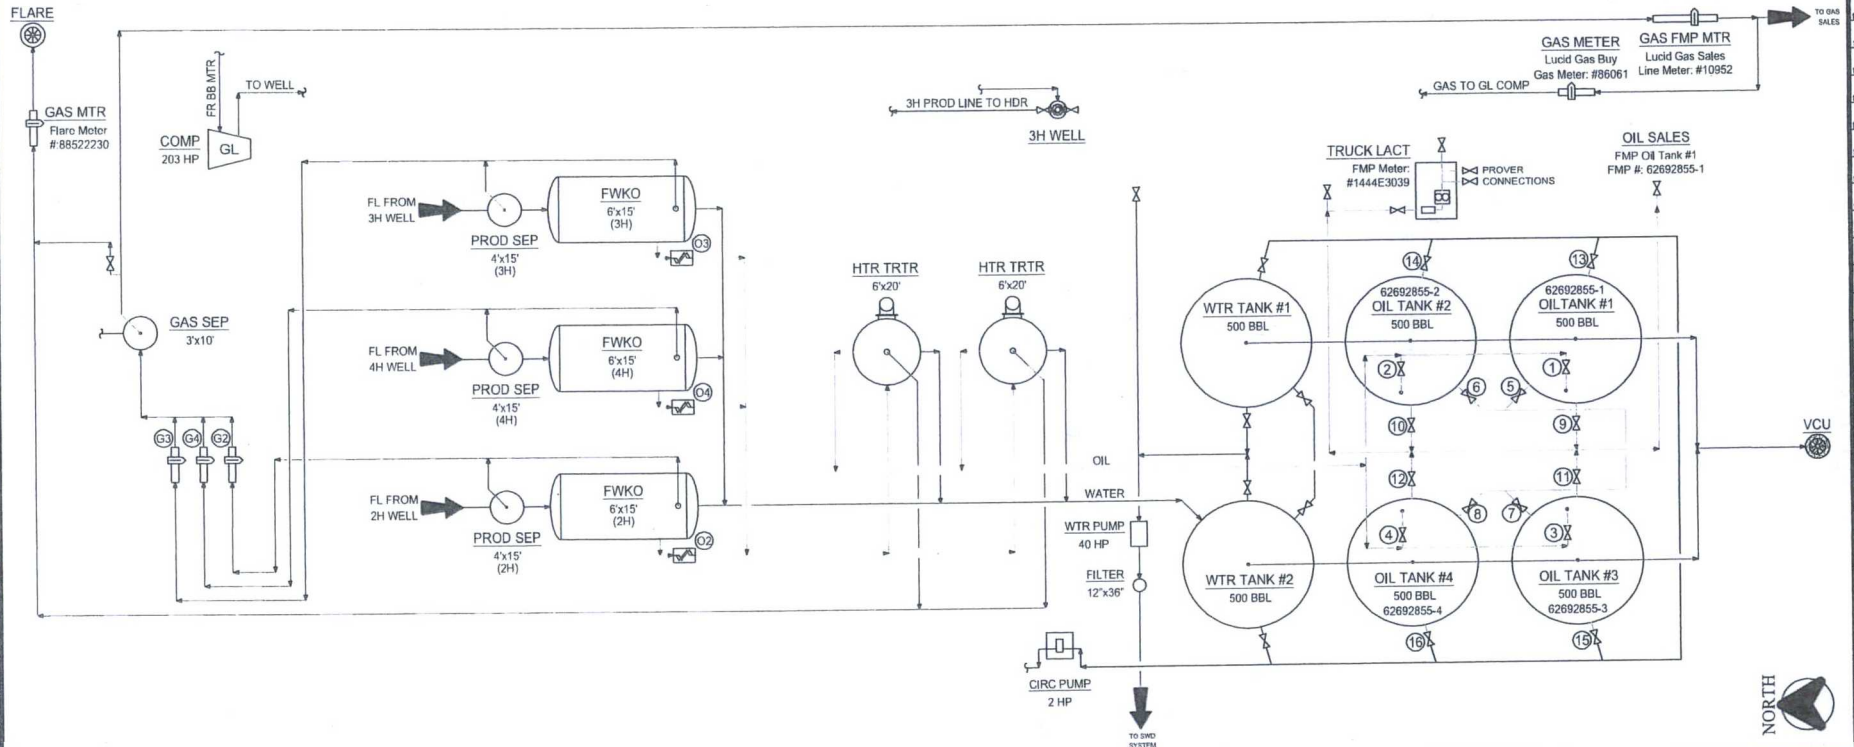 FLARE
TO GAS
SALES
GAS METER
Lucid Gas Buy
Gas Meter: #86061
GAS FMP MTR
Lucid Gas Sales
Line Meter: #10952
FR BB MTR
TO WELL
GAS TO GL COMP
GAS MTR
Flare Meter
#:88522230
COMP
203 HP
GL
3H PROD LINE TO HDR
3H WELL
TRUCK LACT
FMP Meter:
#1444E3039
PROVER
CONNECTIONS
OIL SALES
FMP Oil Tank #1
FMP #: 62692855-1
FL FROM
3H WELL
PROD SEP
4'x15'
(3H)
FWKO
6'x15'
(3H)
O3
HTR TRTR
6'x20'
HTR TRTR
6'x20'
14
13
WTR TANK #1
500 BBL
62692855-2
OIL TANK #2
500 BBL
62692855-1
OILTANK #1
500 BBL
GAS SEP
3'x10'
FL FROM
4H WELL
PROD SEP
4'x15'
(4H)
FWKO
6'x15'
(4H)
O4
2
1
6
5
10
9
G3
G4
G2
VCU
OIL
WATER
FL FROM
2H WELL
PROD SEP
4'x15'
(2H)
FWKO
6'x15'
(2H)
O2
12
11
8
7
4
3
WTR PUMP
40 HP
FILTER
12"x36"
WTR TANK #2
500 BBL
OIL TANK #4
500 BBL
62692855-4
OIL TANK #3
500 BBL
62692855-3
16
15
CIRC PUMP
2 HP
TO SWD
SYSTEM
NORTH